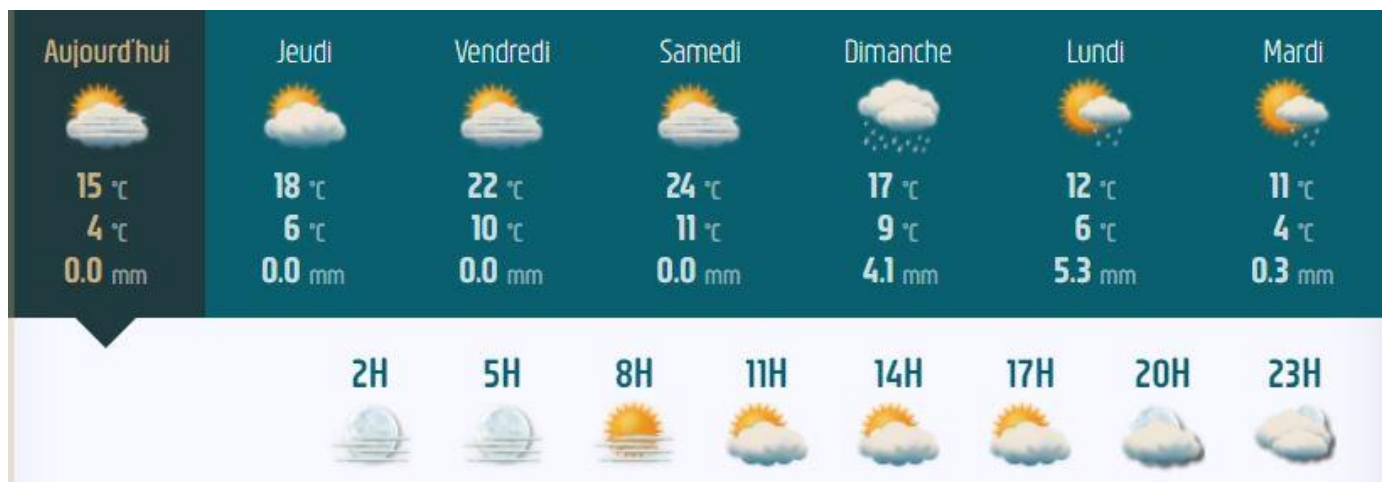 Aujourd'hui Jeudi Vendredi Samedi Dimanche Lundi Mardi
15 °C 18 °C 22 °C 24 °C 17 °C 12 °C 11 °C
4 °C 6 °C 10 °C 11 °C 9 °C 6 °C 4 °C
0.0 mm 0.0 mm 0.0 mm 0.0 mm 4.1 mm 5.3 mm 0.3 mm
2H 5H 8H 11H 14H 17H 20H 23H